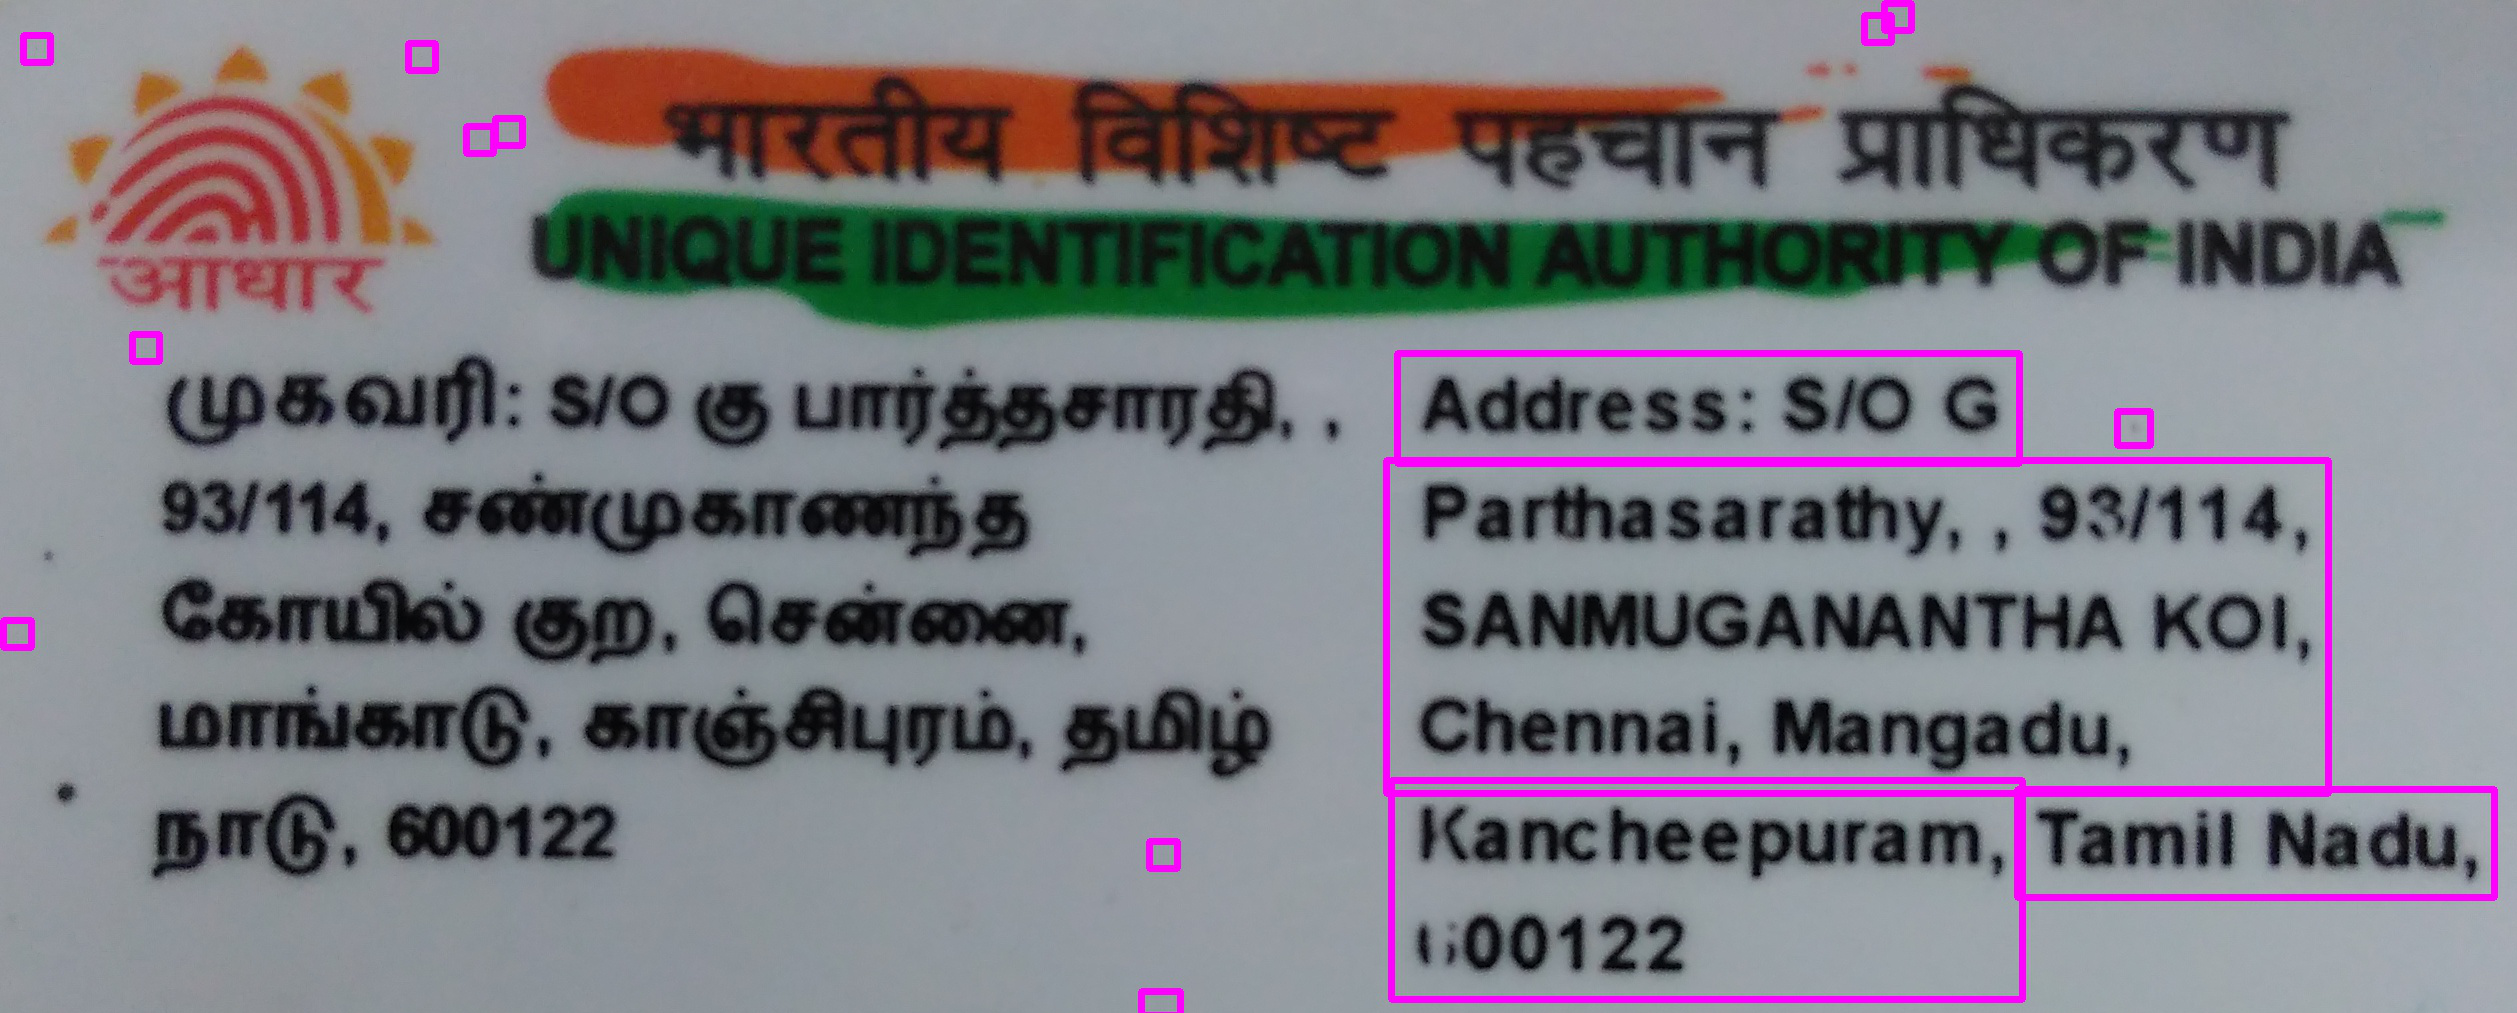 भारतीय विशिष्ट पहचान प्राधिकरण
UNIQUE IDENTIFICATION AUTHORITY OF INDIA
आधार
முகவரி: S/O கு பார்த்தசாரதி, ,
93/114, சண்முகாணந்த
கோயில் குற, சென்னை,
மாங்காடு, காஞ்சிபுரம், தமிழ்
நாடு, 600122
Address: S/O G
Parthasarathy, , 93/114,
SANMUGANANTHA KOI,
Chennai, Mangadu,
Kancheepuram, Tamil Nadu,
600122